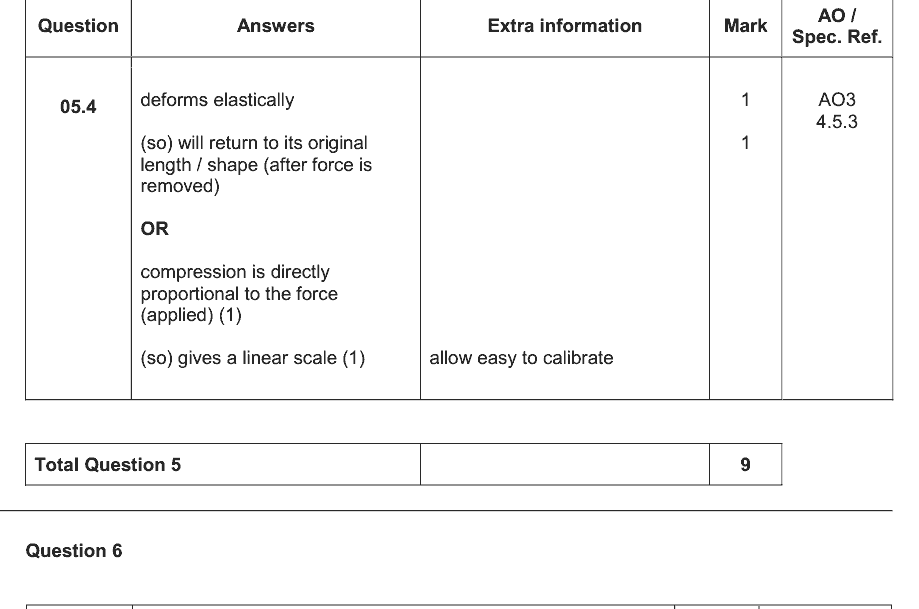 Question Answers Extra information Mark AO /
Spec. Ref.
05.4 deforms elastically 1 AO3
4.5.3
(so) will return to its original 1
length / shape (after force is
removed)
OR
compression is directly
proportional to the force
(applied) (1)
(so) gives a linear scale (1) allow easy to calibrate
Total Question 5 9
Question 6